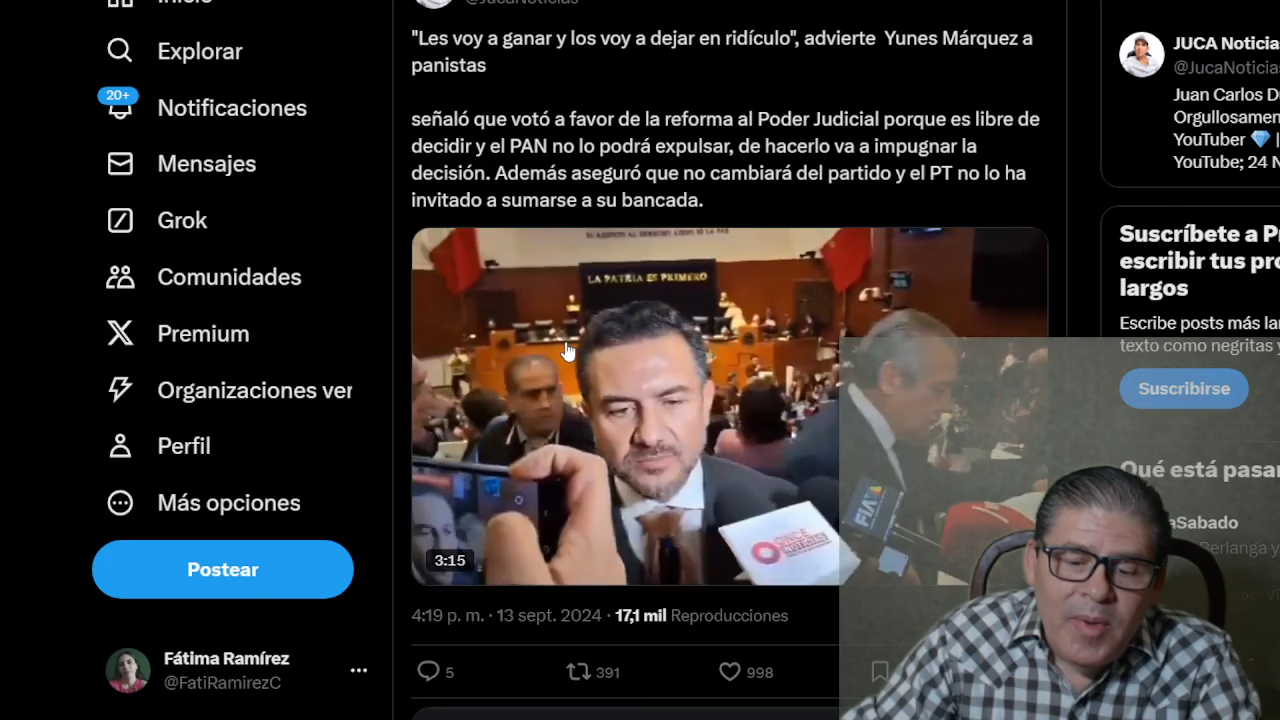 Inicio
Explorar
20+
Notificaciones
Mensajes
Grok
Comunidades
Premium
Organizaciones ver
Perfil
Más opciones
Postear
Fátima Ramírez
@FatiRamirezC
@JucaNoticias
"Les voy a ganar y los voy a dejar en ridículo", advierte Yunes Márquez a
panistas
señaló que votó a favor de la reforma al Poder Judicial porque es libre de
decidir y el PAN no lo podrá expulsar, de hacerlo va a impugnar la
decisión. Además aseguró que no cambiará del partido y el PT no lo ha
invitado a sumarse a su bancada.
LA PATRIA ES PRIMERO
NOTICIAS
FIA
3:15
4:19 p. m. · 13 sept. 2024 · 17,1 mil Reproducciones
5
391
998
JUCA Noticia
@JucaNoticia
Juan Carlos D
Orgullosamen
YouTuber
YouTube; 24 N
Suscríbete a P
escribir tus pr
largos
Escribe posts más la
texto como negritas y
Suscribirse
Qué está pasa
aSabado
Berlanga y